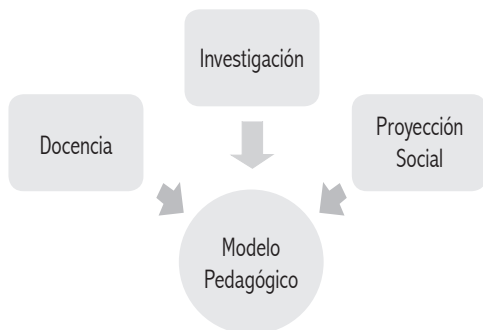 Investigación
Docencia
Proyección
Social
Modelo
Pedagógico